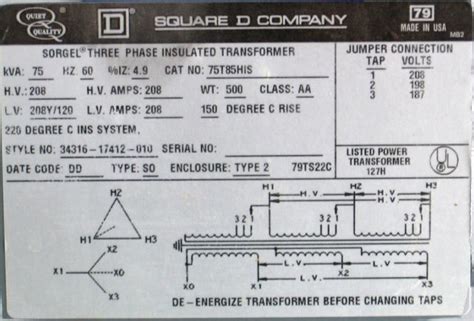 QUIET QUALITY
D SQUARE D COMPANY
79
MADE IN USA
MB2
SORGEL® THREE PHASE INSULATED TRANSFORMER
kVA: 75 HZ: 60 %IZ: 4.9 CAT NO: 75T85HIS
H.V.: 208 H.V. AMPS: 208 WT: 500 CLASS: AA
L.V: 208Y/120 L.V. AMPS: 208 150 DEGREE C RISE
220 DEGREE C INS SYSTEM.
STYLE NO: 34316-17412-010 SERIAL NO:
DATE CODE: DD TYPE: SO ENCLOSURE: TYPE 2 79TS22C
JUMPER CONNECTION
TAP VOLTS
1 208
2 198
3 187
LISTED POWER
TRANSFORMER
127H
UL
H2
H1 H3
X2
X1 X0
X3
H1 H2 H3
H.V. H.V.
3 2 1 3 2 1 3 2 1
L.V. L.V.
X0 X1 X2 X3
L.V.
DE-ENERGIZE TRANSFORMER BEFORE CHANGING TAPS